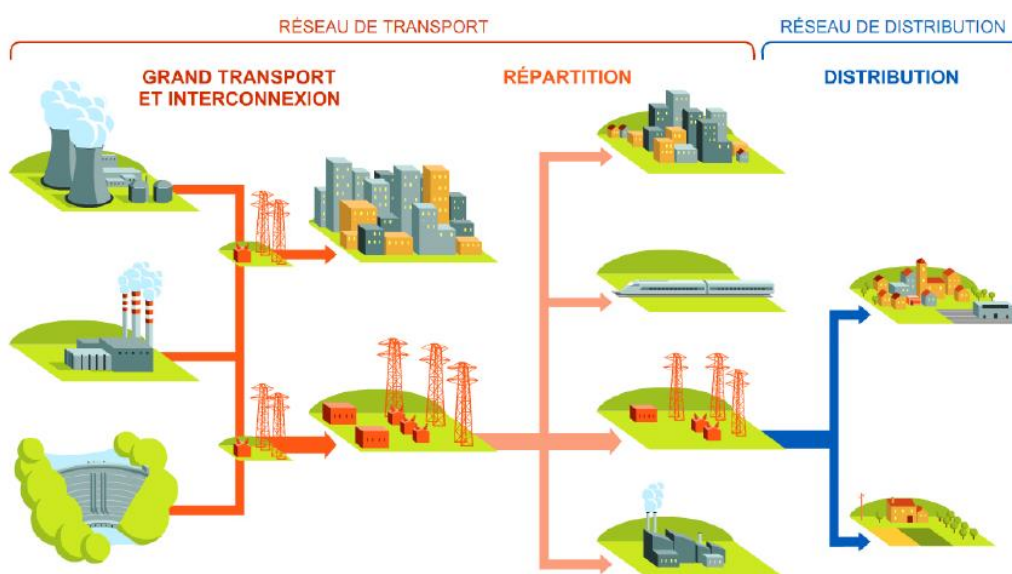 RÉSEAU DE TRANSPORT
RÉSEAU DE DISTRIBUTION
GRAND TRANSPORT
ET INTERCONNEXION
RÉPARTITION
DISTRIBUTION